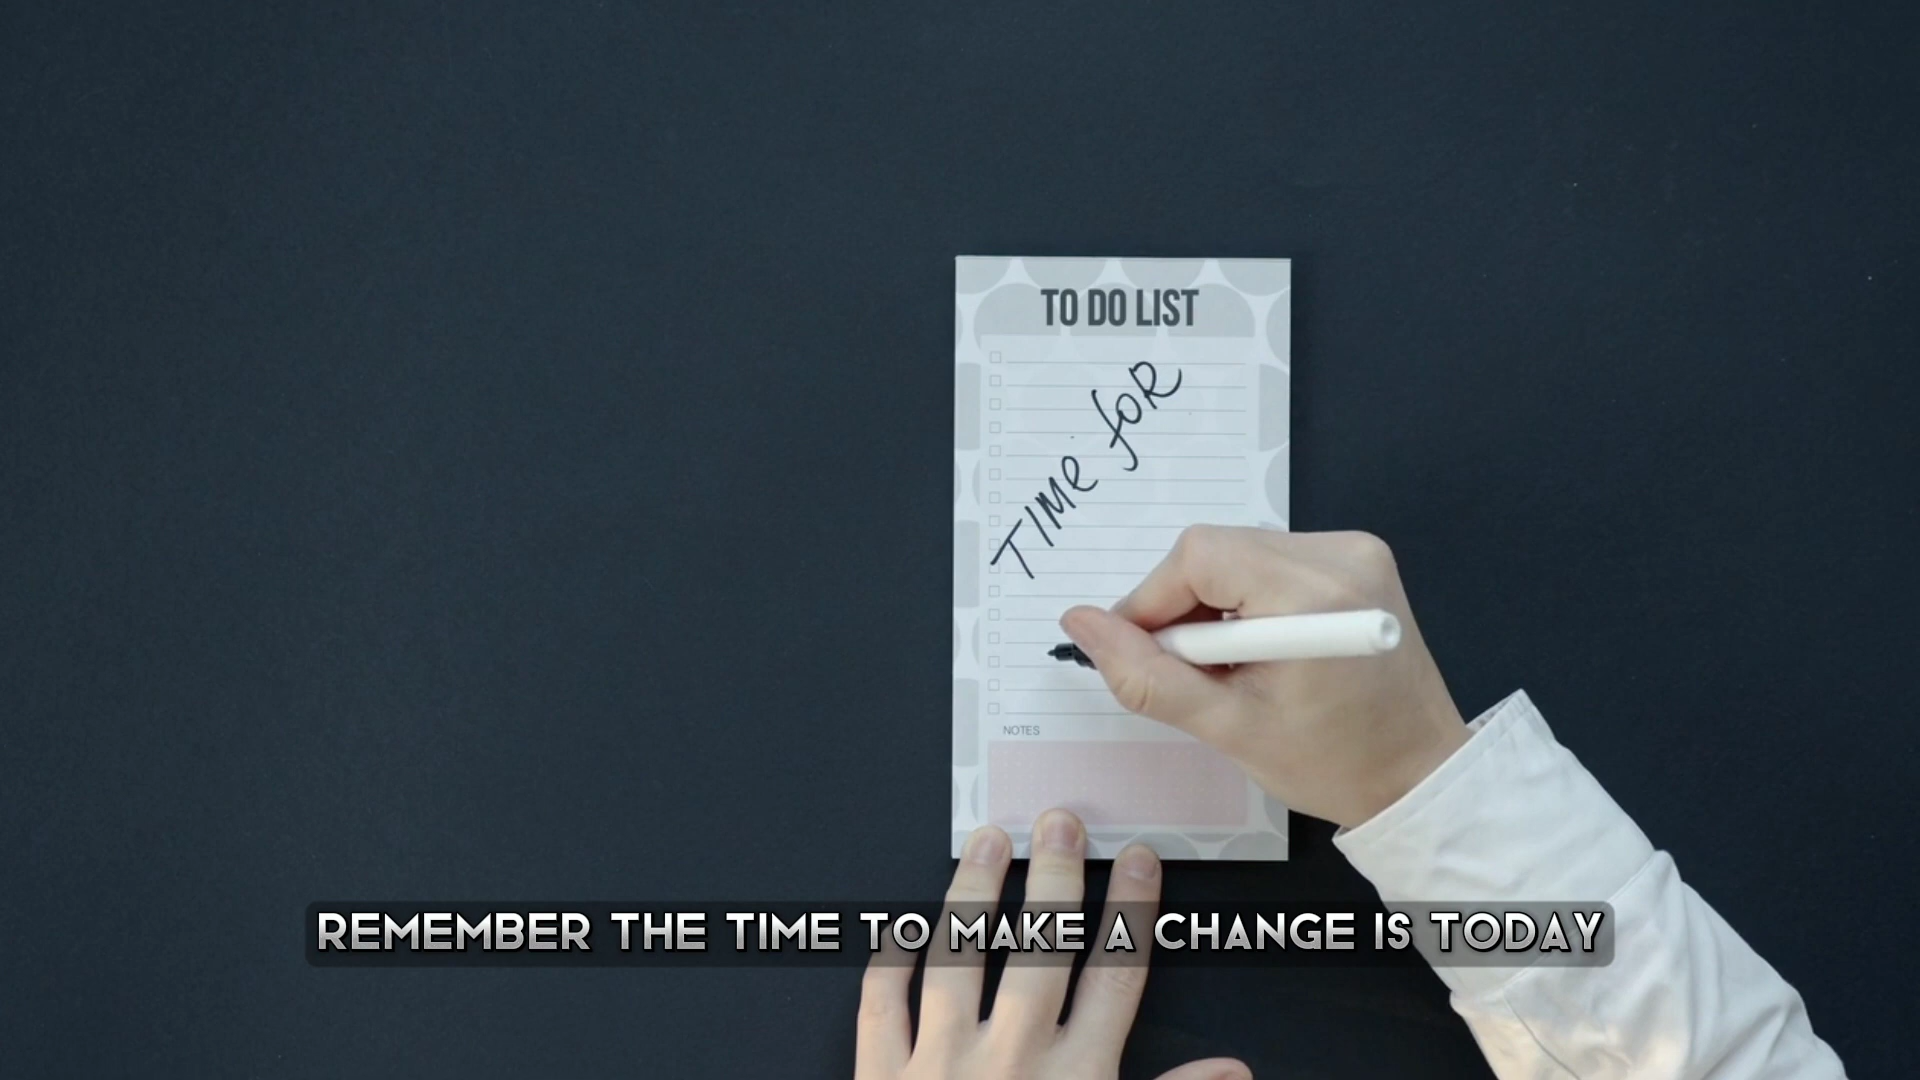 TO DO LIST
TIME for
NOTES
REMEMBER THE TIME TO MAKE A CHANGE IS TODAY